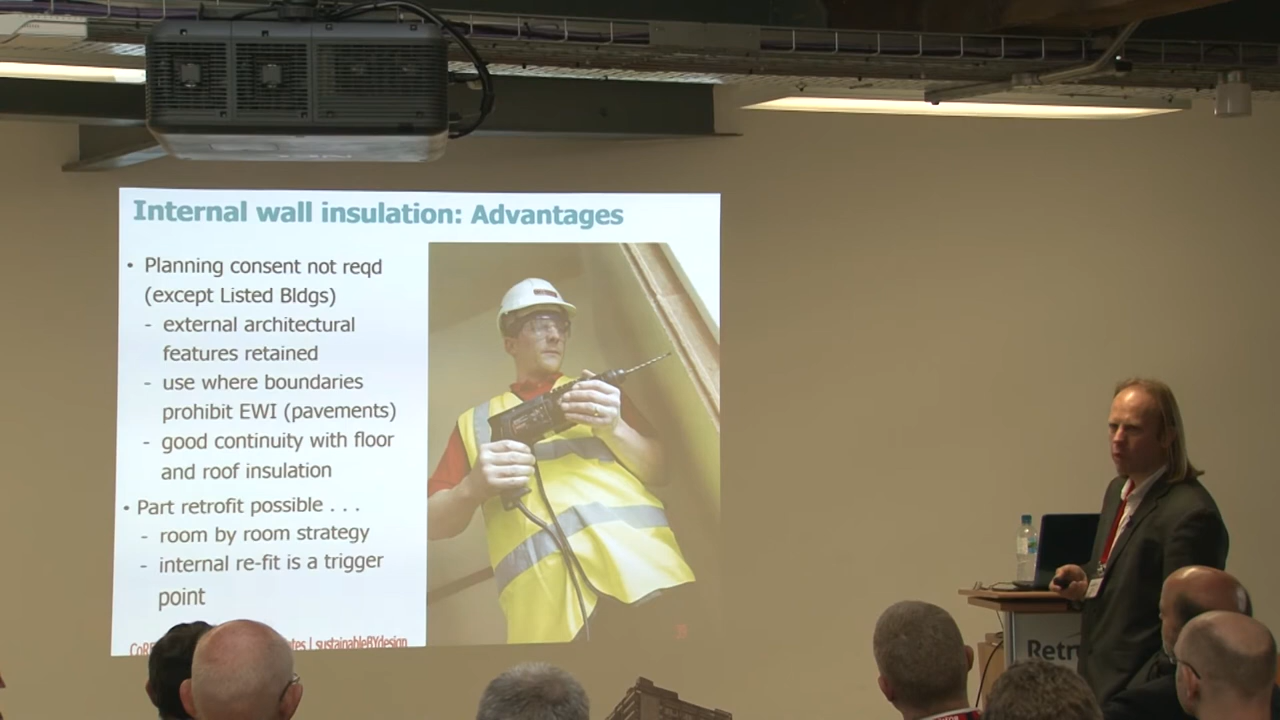 Internal wall insulation: Advantages
• Planning consent not reqd
(except Listed Bldgs)
- external architectural
features retained
- use where boundaries
prohibit EWI (pavements)
- good continuity with floor
and roof insulation
• Part retrofit possible . . .
- room by room strategy
- internal re-fit is a trigger
point
| sustainableBYdesign
39